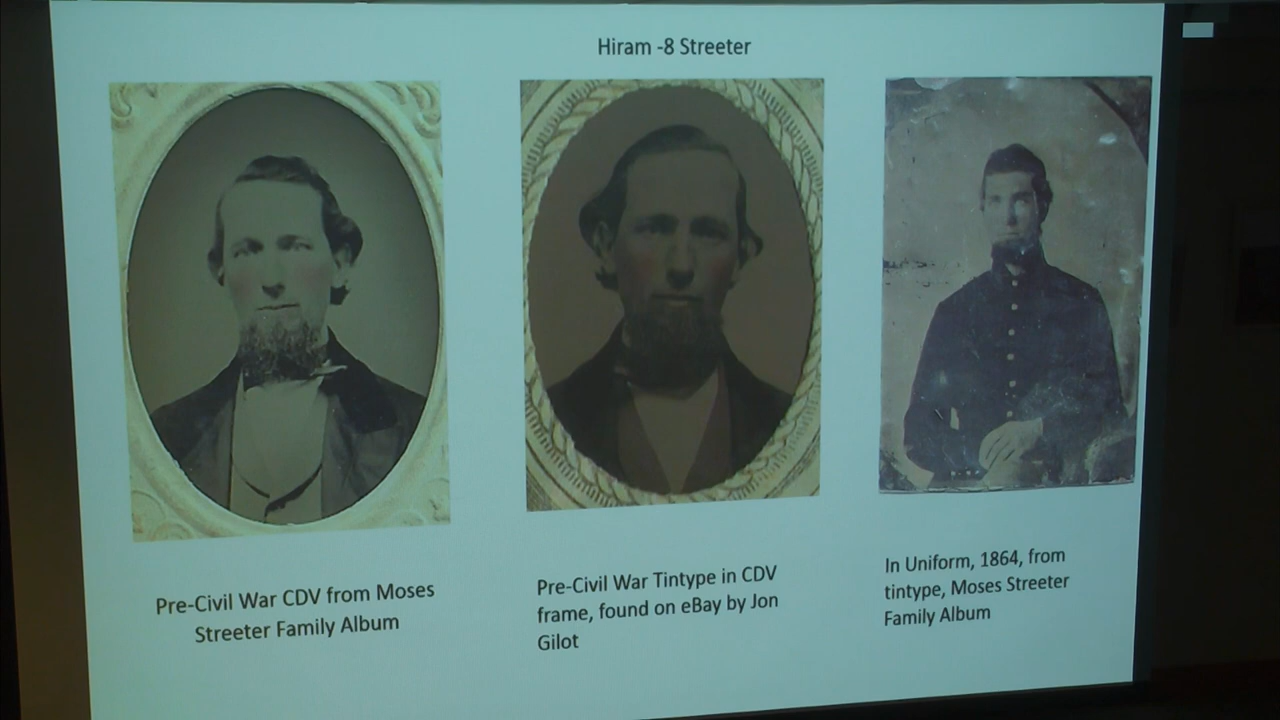 Hiram -8 Streeter
Pre-Civil War CDV from Moses
Streeter Family Album
Pre-Civil War Tintype in CDV
frame, found on eBay by Jon
Gilot
In Uniform, 1864, from
tintype, Moses Streeter
Family Album